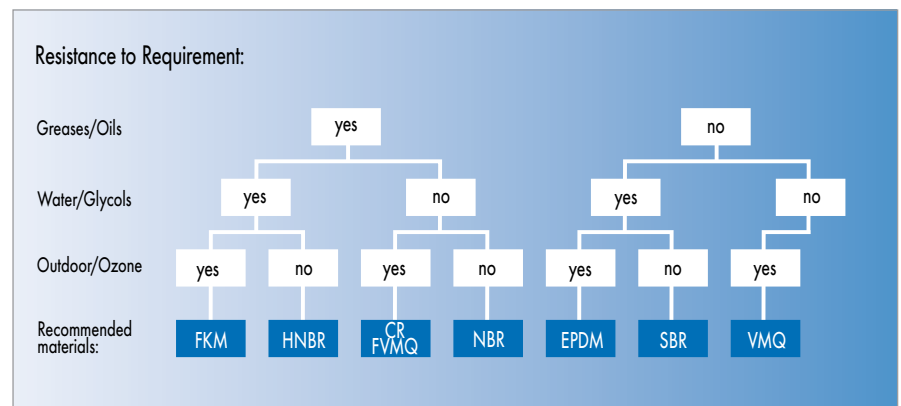 Resistance to Requirement:
Greases/Oils yes no
Water/Glycols yes no yes no
Outdoor/Ozone yes no yes no yes no yes
Recommended
materials:
FKM HNBR CR
FVMQ NBR EPDM SBR VMQ